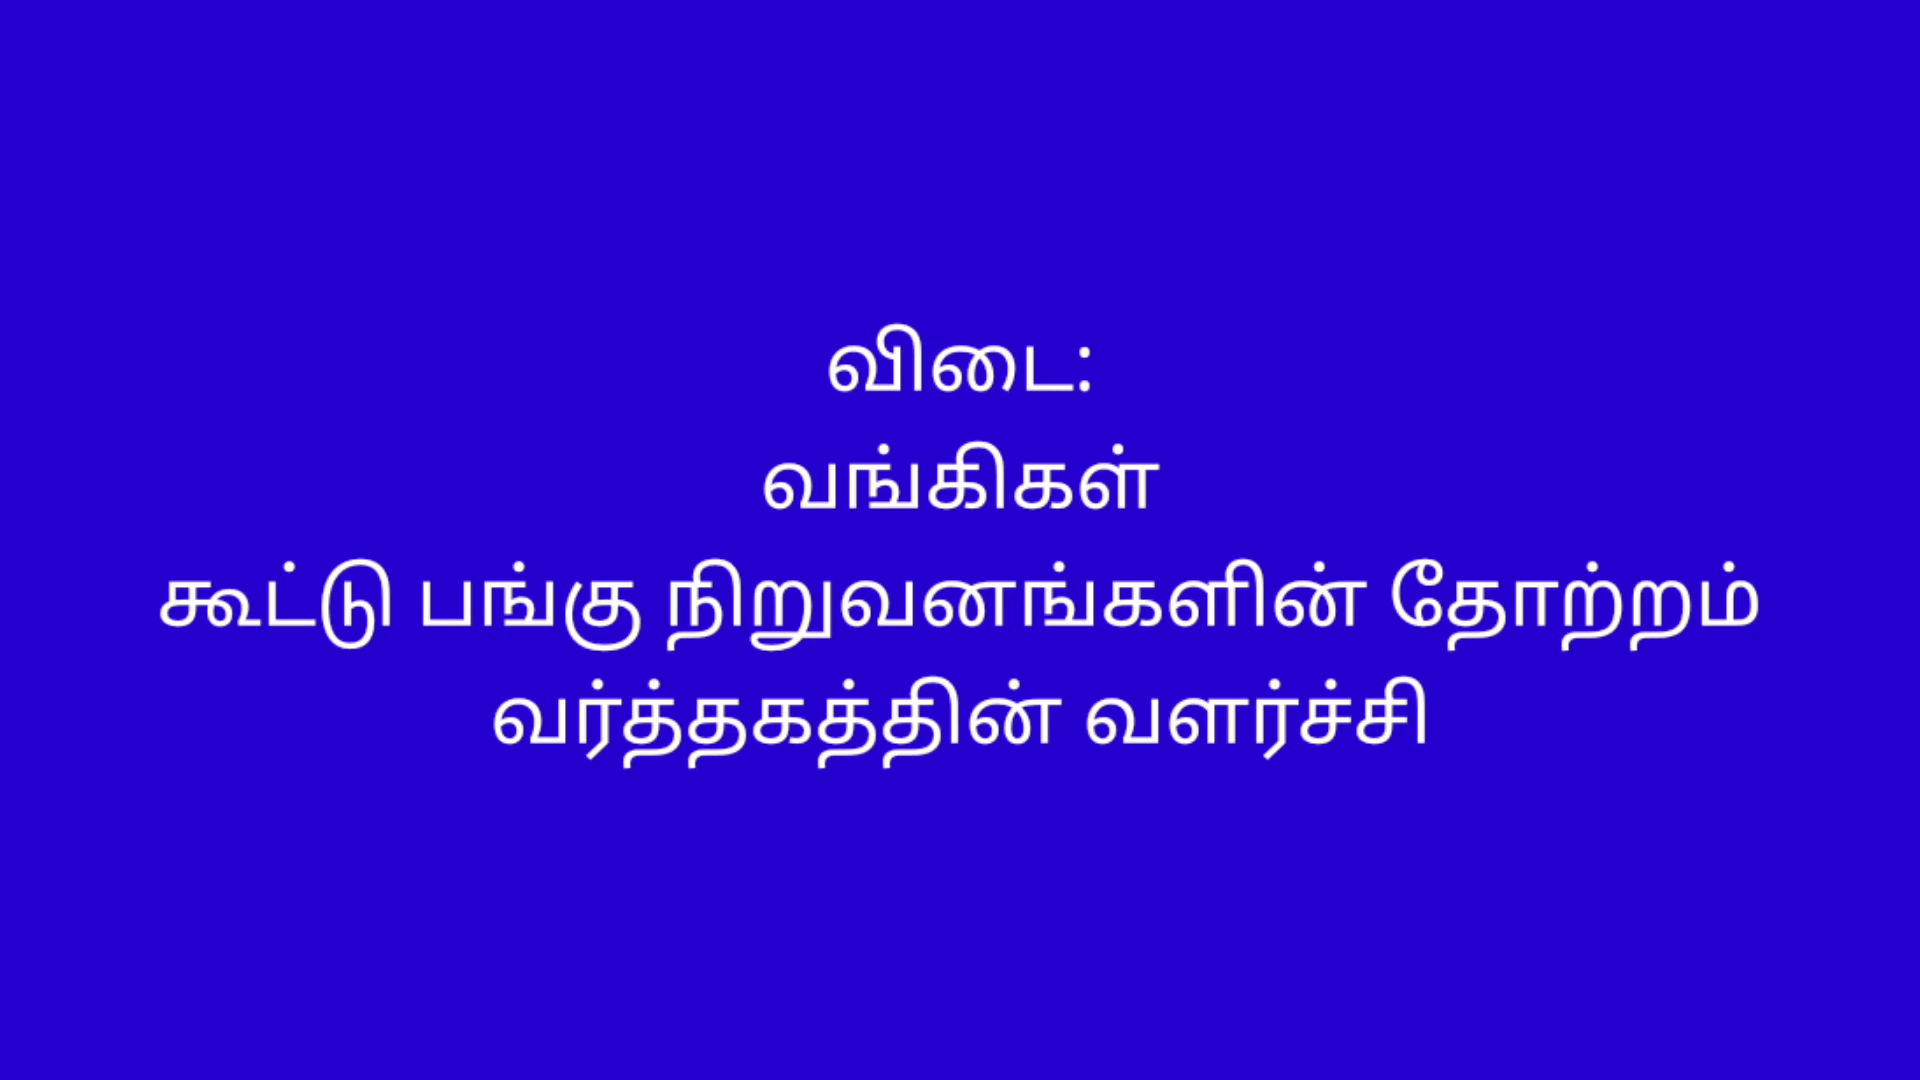 விடை:
வங்கிகள்
கூட்டு பங்கு நிறுவனங்களின் தோற்றம்
வர்த்தகத்தின் வளர்ச்சி